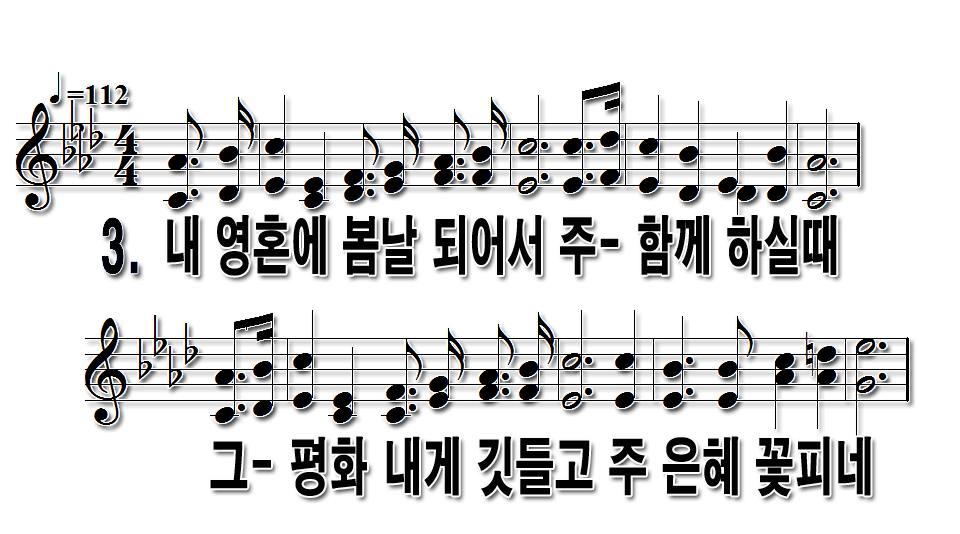 ♩=112
4
4
3. 내 영혼에 봄날 되어서 주- 함께 하실때
그- 평화 내게 깃들고 주 은혜 꽃피네